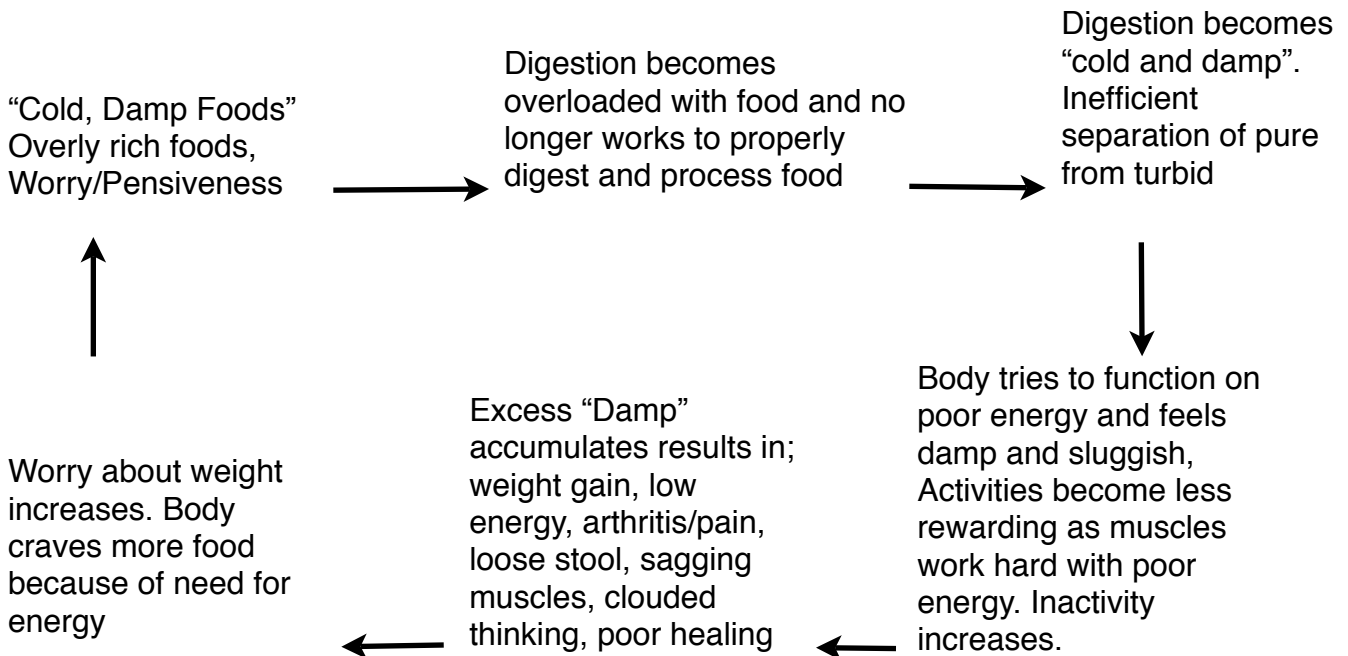 “Cold, Damp Foods”
Overly rich foods,
Worry/Pensiveness
Digestion becomes
overloaded with food and no
longer works to properly
digest and process food
Digestion becomes
“cold and damp”.
Inefficient
separation of pure
from turbid
Body tries to function on
poor energy and feels
damp and sluggish,
Activities become less
rewarding as muscles
work hard with poor
energy. Inactivity
increases.
Excess “Damp”
accumulates results in;
weight gain, low
energy, arthritis/pain,
loose stool, sagging
muscles, clouded
thinking, poor healing
Worry about weight
increases. Body
craves more food
because of need for
energy